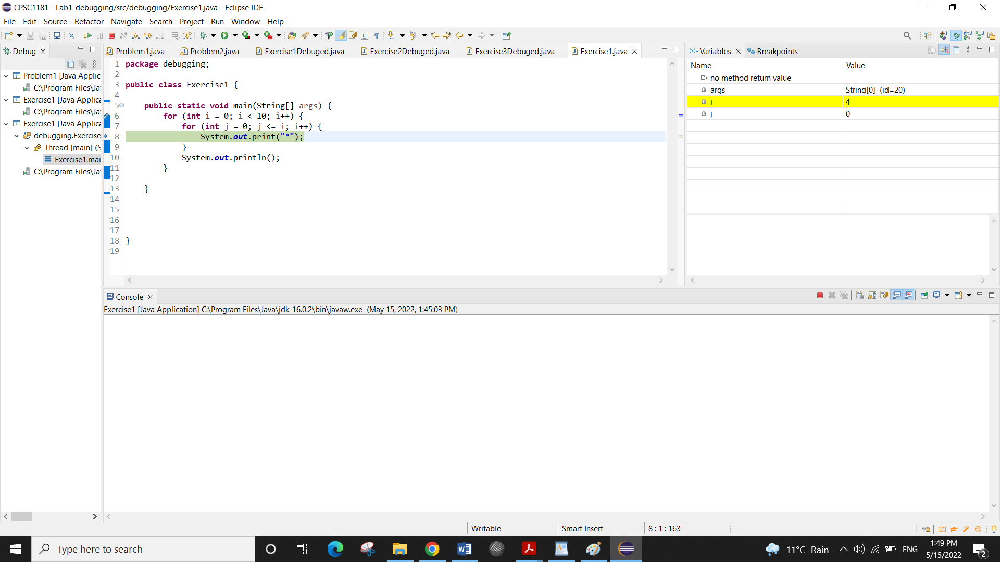 CPSC1181 - Lab1_debugging/src/debugging/Exercise1.java - Eclipse IDE
File Edit Source Refactor Navigate Search Project Run Window Help
Debug
Problem1 [Java Applic
C:\Program Files\Ja
Exercise1 [Java Applica
C:\Program Files\Ja
Exercise1 [Java Applica
debugging.Exercise
Thread [main] (S
Exercise1.mai
C:\Program Files\Ja
Problem1.java Problem2.java Exercise1Debuged.java Exercise2Debuged.java Exercise3Debuged.java Exercise1.java
1 package debugging;
2
3 public class Exercise1 {
4
5 public static void main(String[] args) {
6 for (int i = 0; i < 10; i++) {
7 for (int j = 0; j <= i; i++) {
8 System.out.print("*");
9 }
10 System.out.println();
11 }
12
13 }
14
15
16
17
18 }
19
(x)= Variables Breakpoints
Name Value
no method return value
args String[0] (id=20)
i 4
j 0
Console
Exercise1 [Java Application] C:\Program Files\Java\jdk-16.0.2\bin\javaw.exe (May 15, 2022, 1:45:03 PM)
Writable Smart Insert 8 : 1 : 163
Type here to search
11°C Rain ENG
1:49 PM
5/15/2022
2